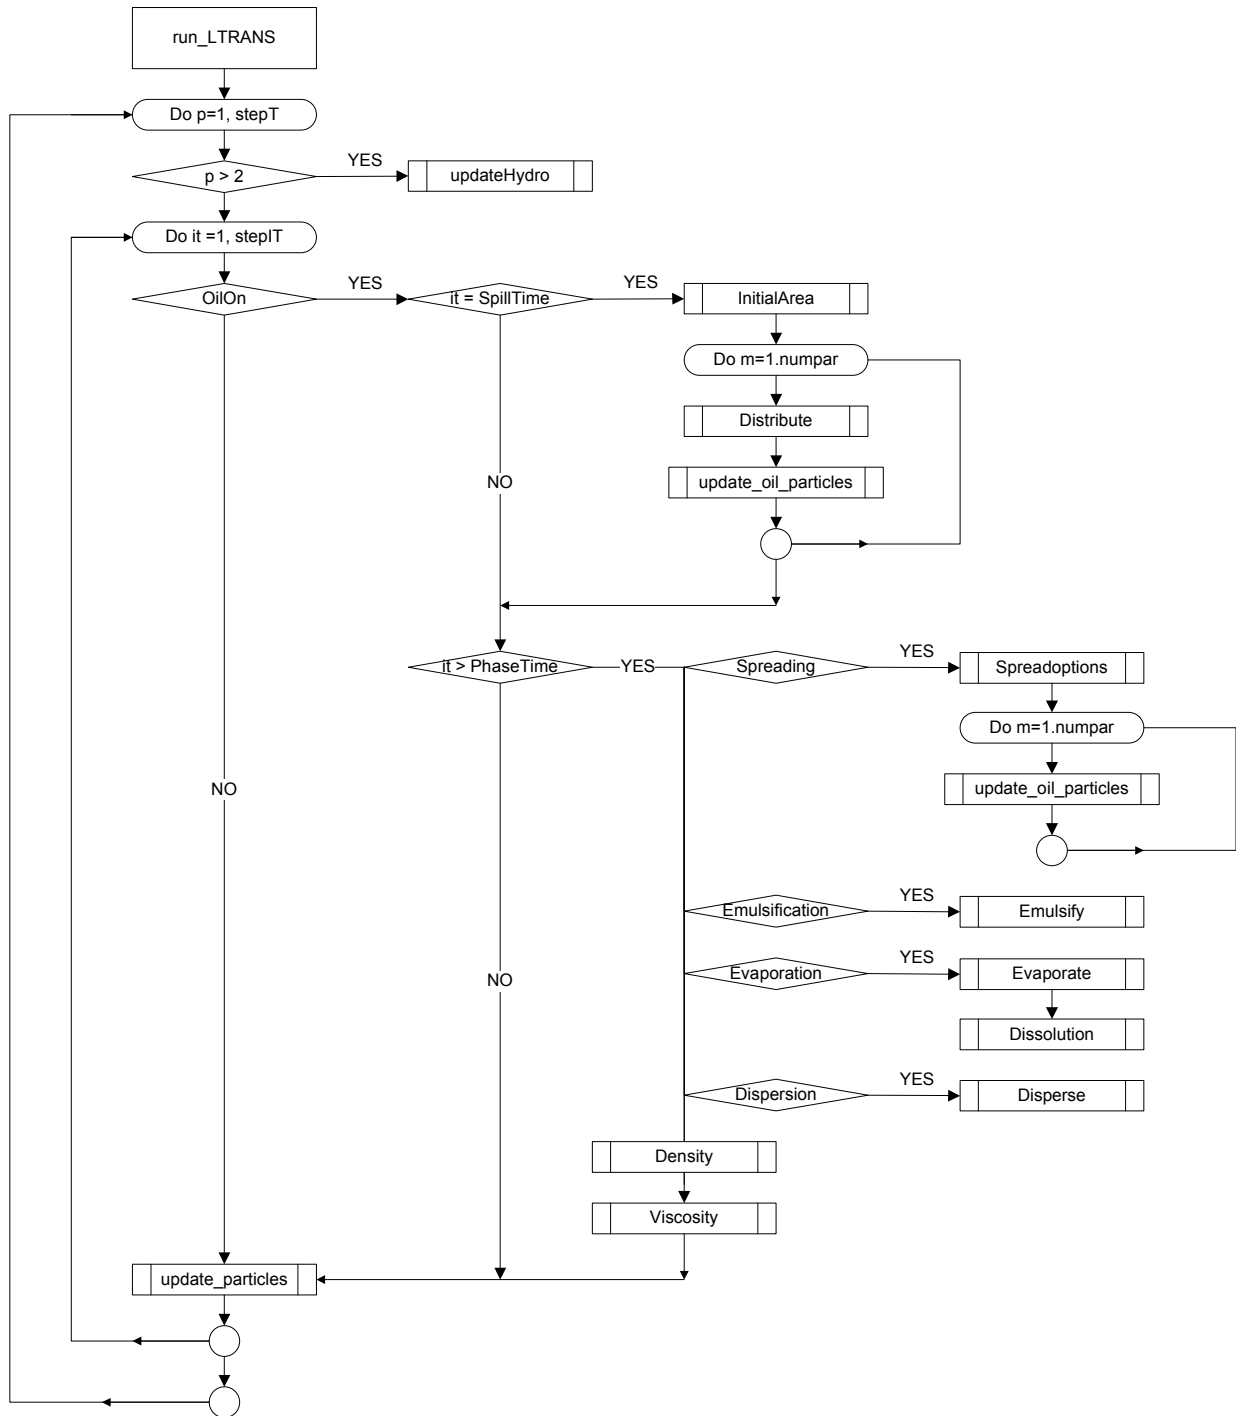 run_LTRANS
Do p=1, stepT
YES
p > 2
updateHydro
Do it =1, stepIT
YES
YES
OilOn
it = SpillTime
InitialArea
Do m=1.numpar
Distribute
NO
update_oil_particles
it > PhaseTime
YES
Spreading
YES
Spreadoptions
Do m=1.numpar
NO
update_oil_particles
YES
Emulsification
Emulsify
YES
Evaporation
Evaporate
NO
Dissolution
YES
Dispersion
Disperse
Density
Viscosity
update_particles